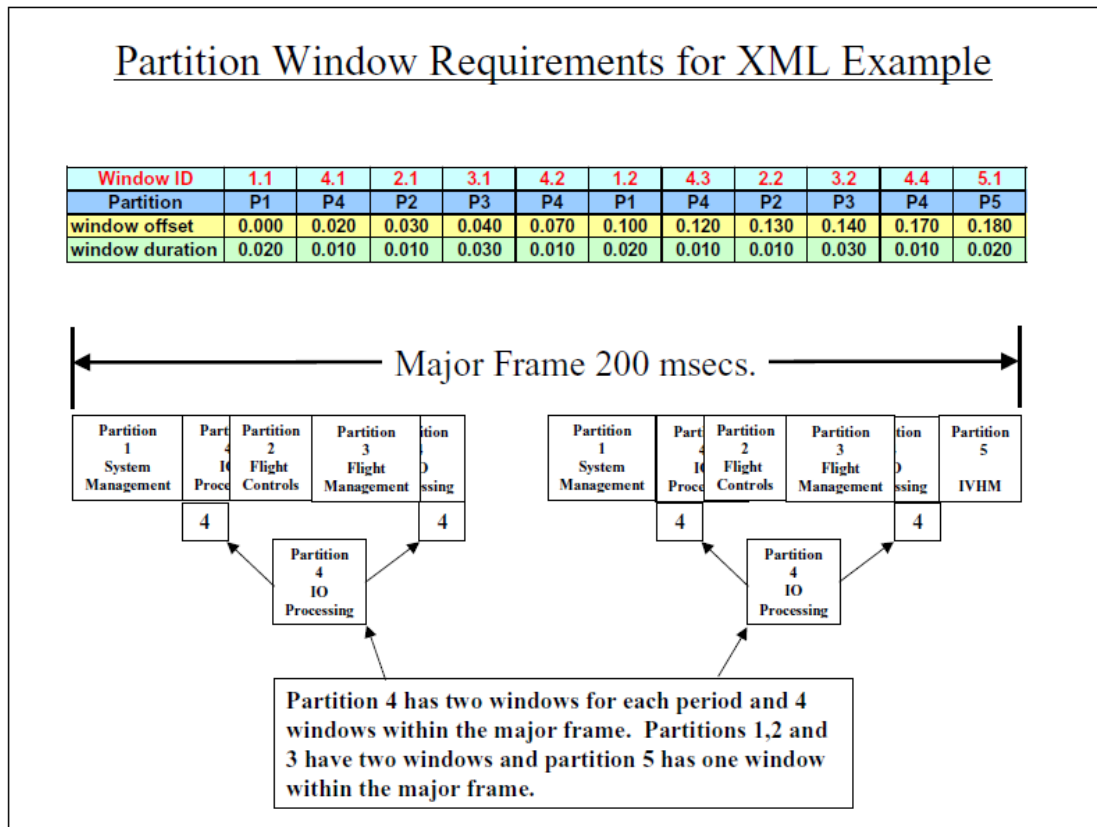 Partition Window Requirements for XML Example
Window ID 1.1 4.1 2.1 3.1 4.2 1.2 4.3 2.2 3.2 4.4 5.1
Partition P1 P4 P2 P3 P4 P1 P4 P2 P3 P4 P5
window offset 0.000 0.020 0.030 0.040 0.070 0.100 0.120 0.130 0.140 0.170 0.180
window duration 0.020 0.010 0.010 0.030 0.010 0.020 0.010 0.010 0.030 0.010 0.020
Major Frame 200 msecs.
Partition
1
System
Management
Partition
2
Flight
Controls
Partition
3
Flight
Management
Partition
1
System
Management
Partition
2
Flight
Controls
Partition
3
Flight
Management
Partition
5
IVHM
4
4
4
4
Partition
4
IO
Processing
Partition
4
IO
Processing
Partition 4 has two windows for each period and 4
windows within the major frame. Partitions 1,2 and
3 have two windows and partition 5 has one window
within the major frame.